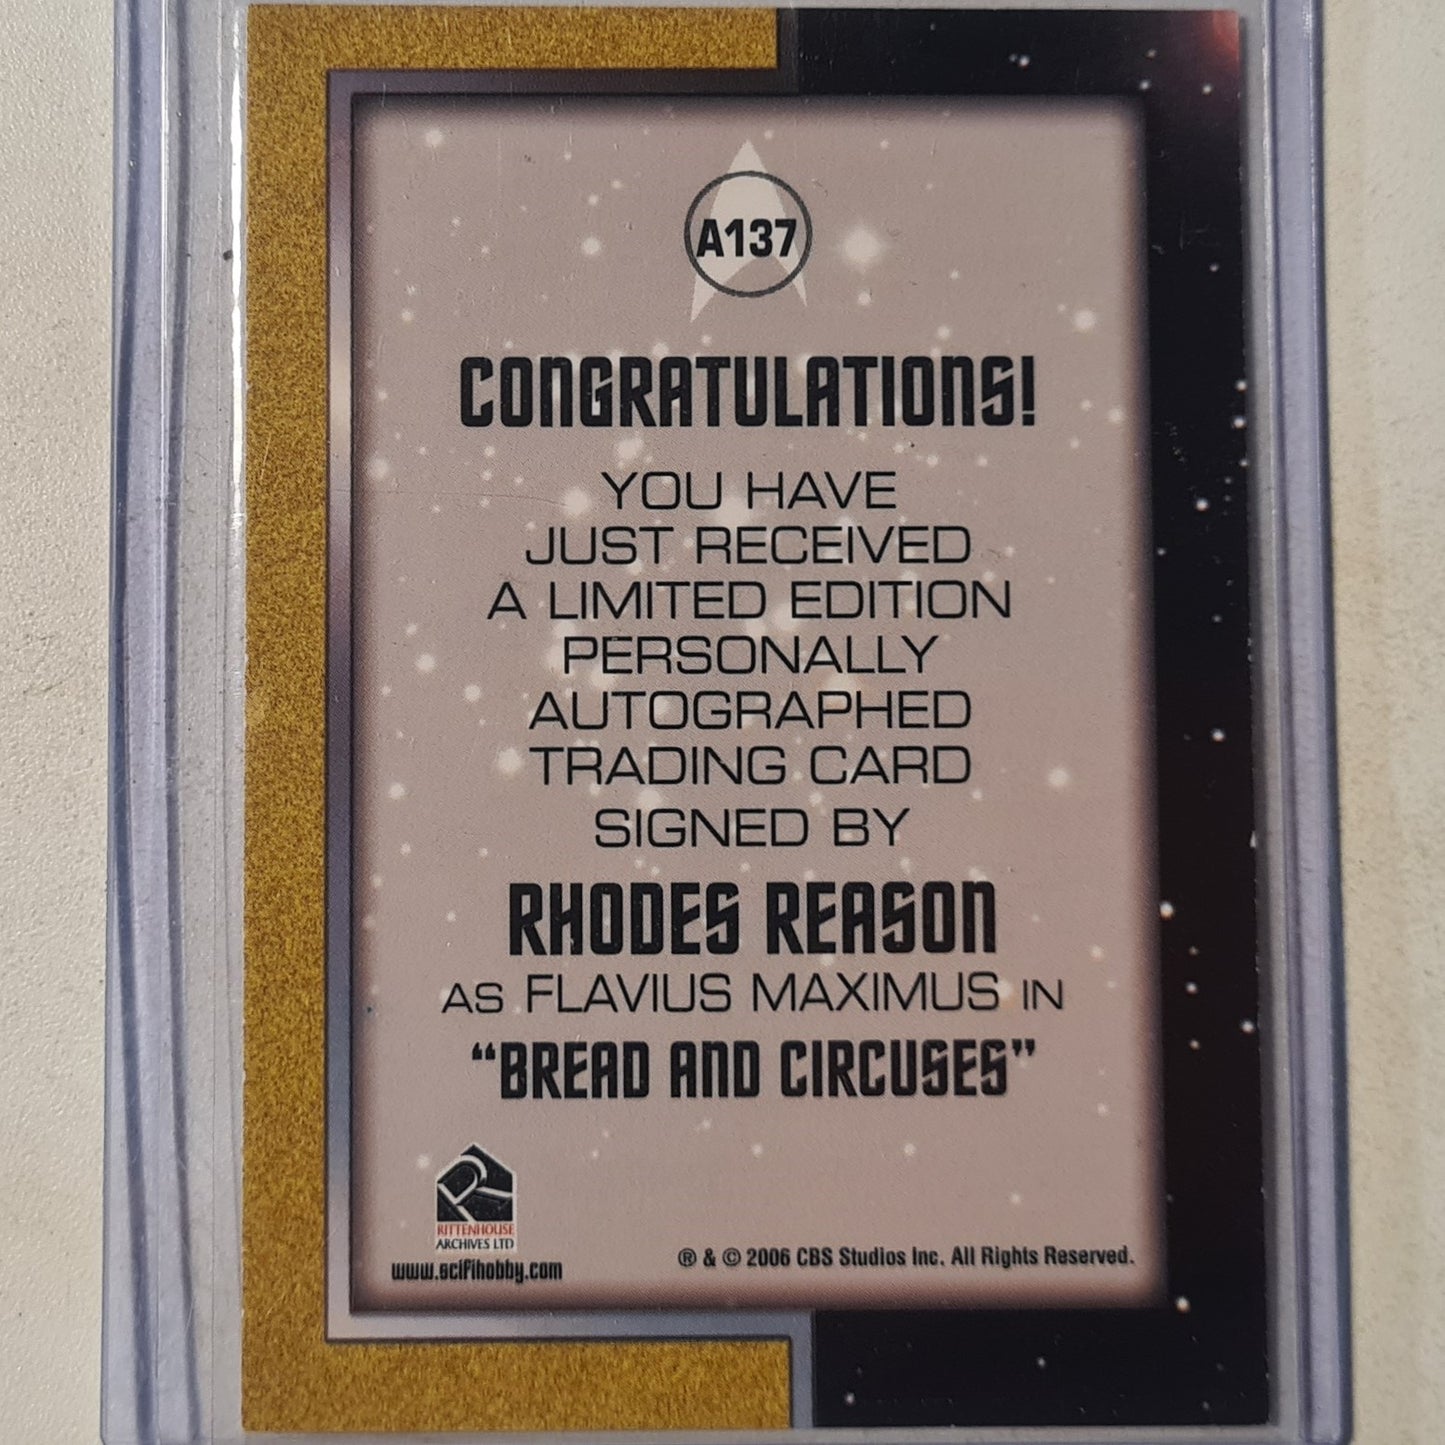 A137
CONGRATULATIONS!
YOU HAVE
JUST RECEIVED
A LIMITED EDITION
PERSONALLY
AUTOGRAPHED
TRADING CARD
SIGNED BY
RHODES REASON
AS FLAVIUS MAXIMUS IN
“BREAD AND CIRCUSES”
RITTENHOUSE
ARCHIVES LTD
www.scifihobby.com
® & © 2006 CBS Studios Inc. All Rights Reserved.